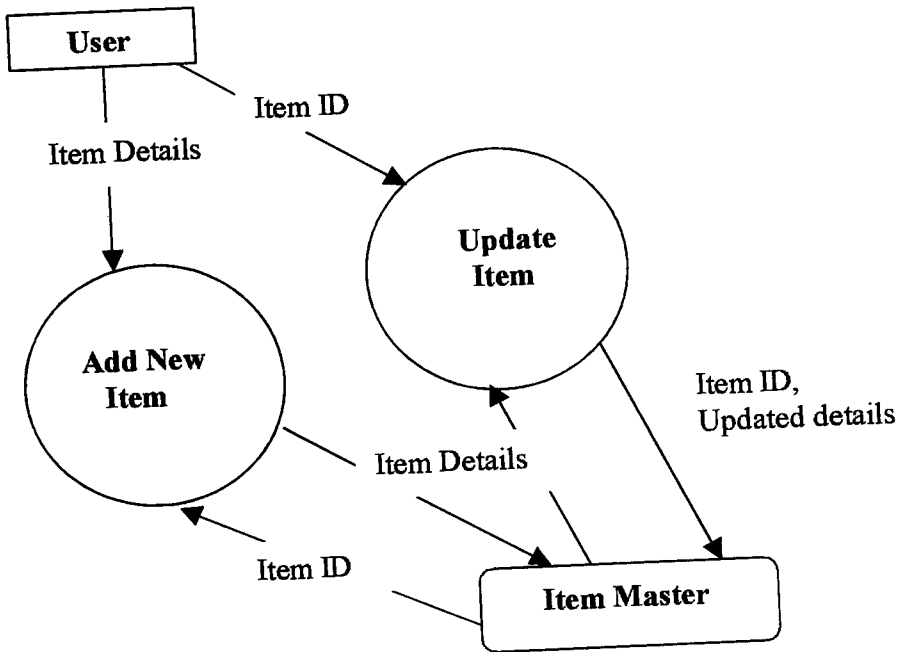 User
Item ID
Item Details
Update
Item
Add New
Item
Item ID,
Updated details
Item Details
Item ID
Item Master